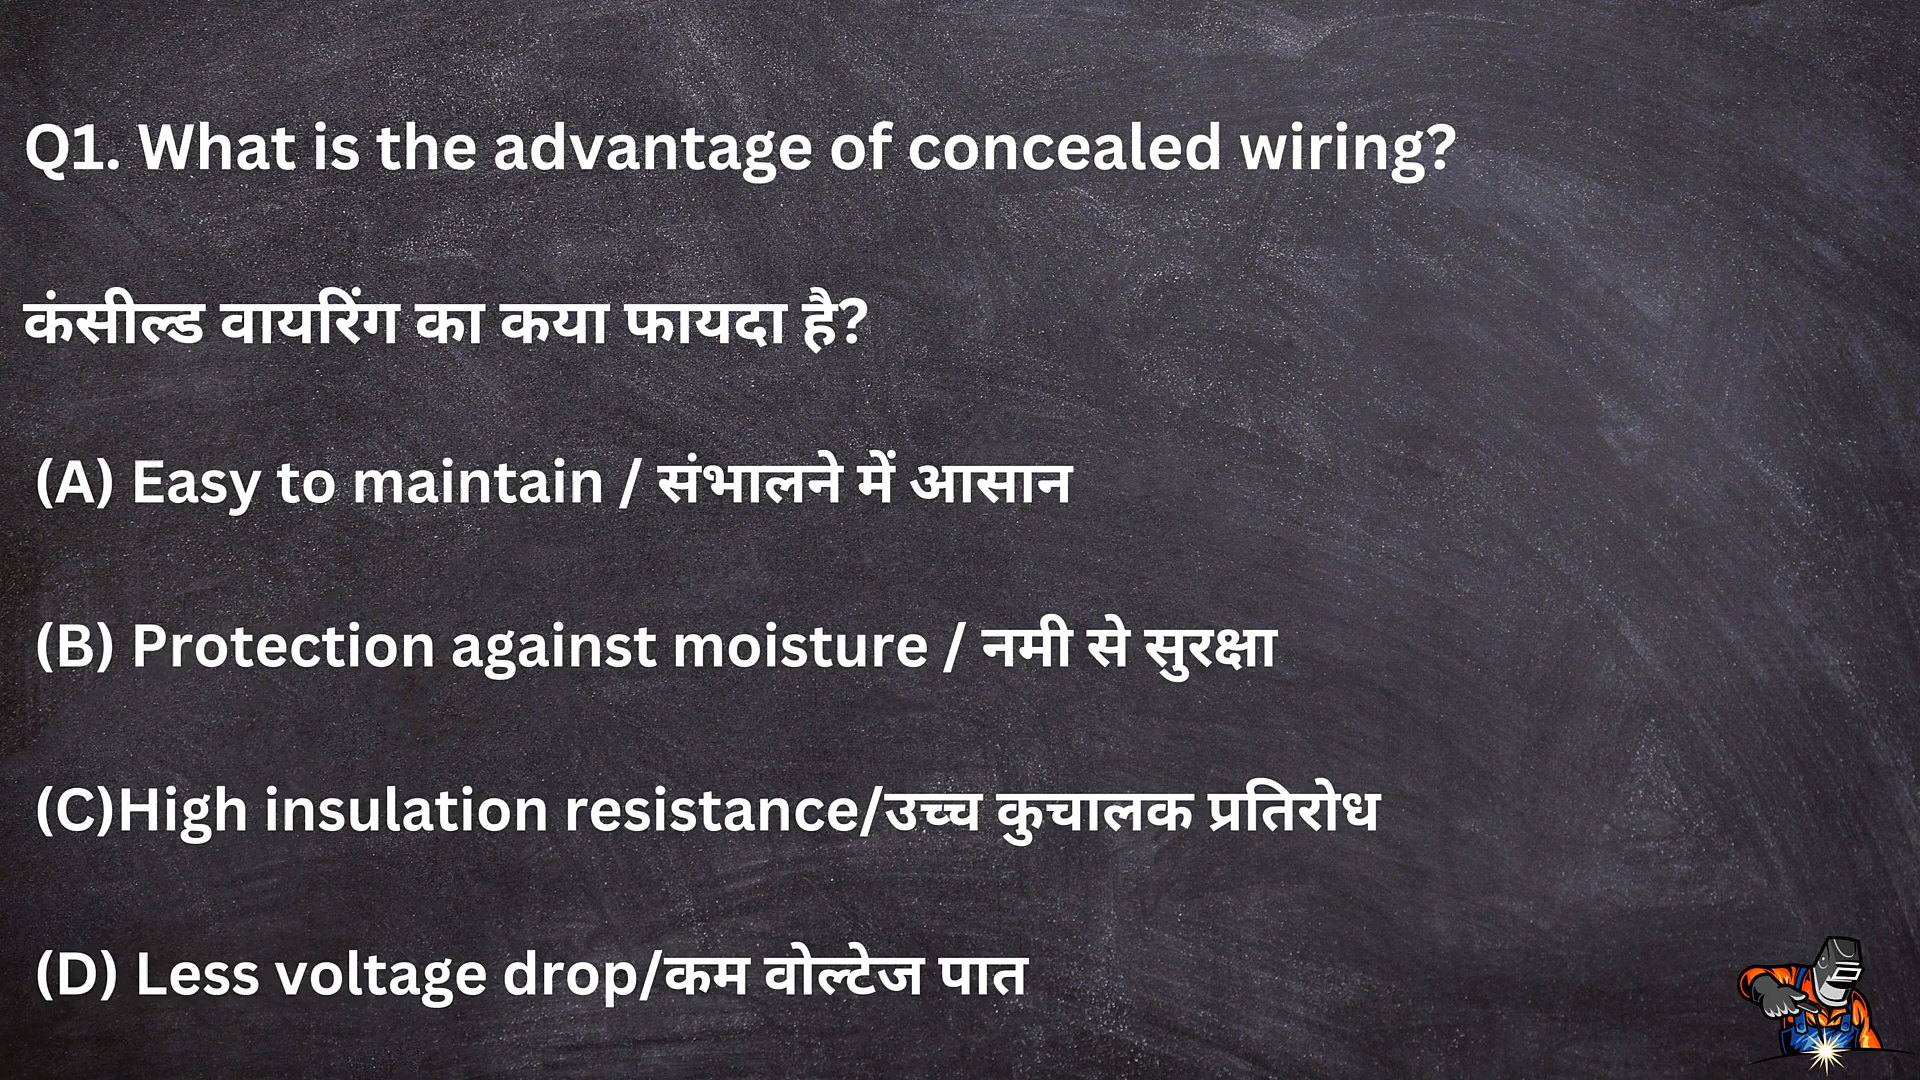 Q1. What is the advantage of concealed wiring?
कंसील्ड वायरिंग का कया फायदा है?
(A) Easy to maintain / संभालने में आसान
(B) Protection against moisture / नमी से सुरक्षा
(C)High insulation resistance/उच्च कुचालक प्रतिरोध
(D) Less voltage drop/कम वोल्टेज पात